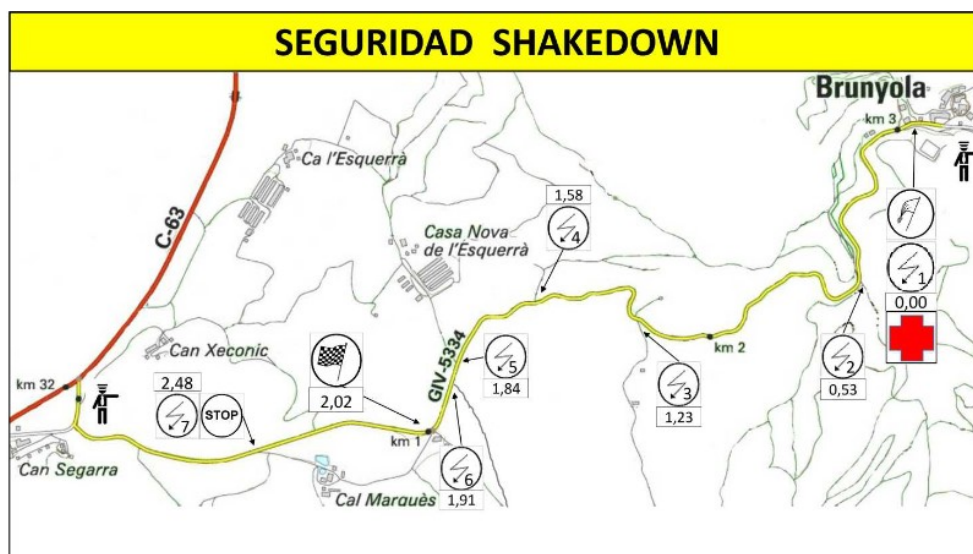 SEGURIDAD SHAKEDOWN
Brunyola
km 3
C-63
Ca l'Esquerrà
1,58
4
Casa Nova
de l'Esquerrà
1
0,00
GIV-5334
Can Xeconic
km 2
2
0,53
3
1,23
5
1,84
km 32
2,48
7
STOP
2,02
km 1
6
1,91
Can Segarra
Cal Marquès